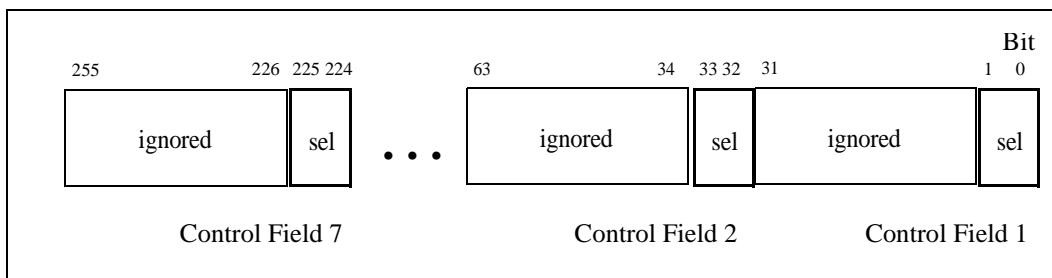 Bit
255 226 225 224 63 34 33 32 31 1 0
ignored sel . . . ignored sel ignored sel
Control Field 7 Control Field 2 Control Field 1